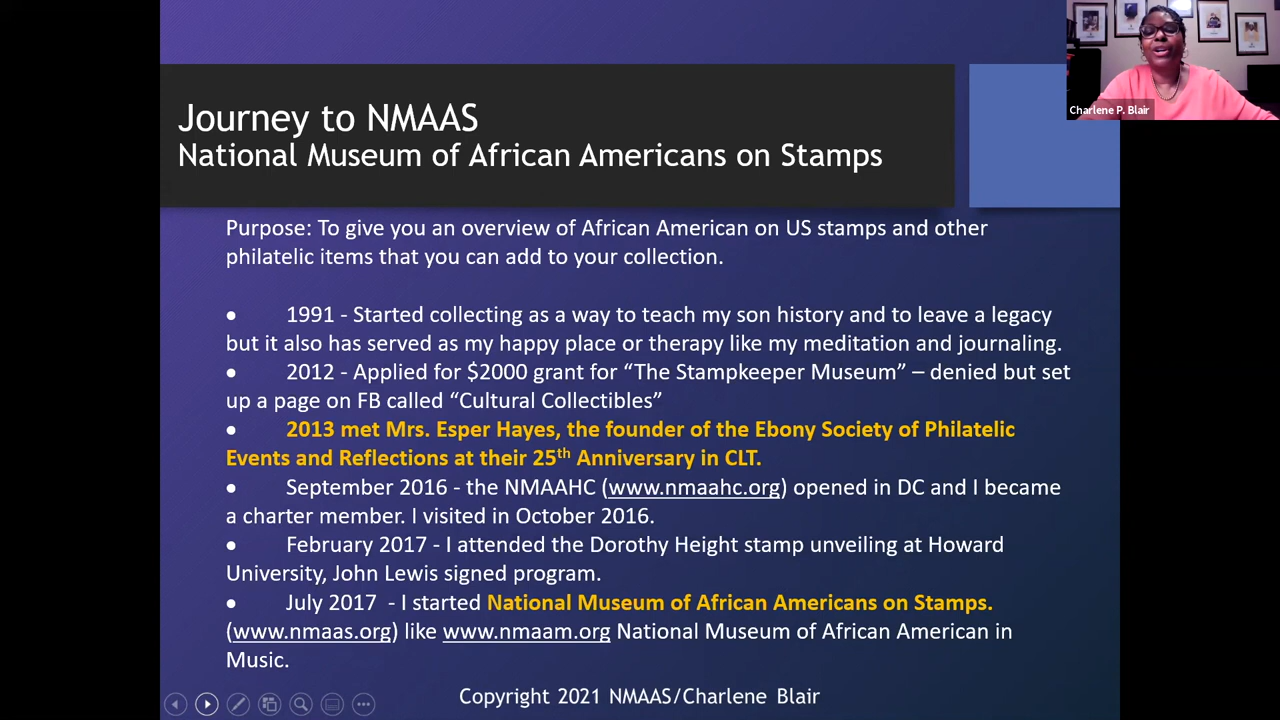 Journey to NMAAS
National Museum of African Americans on Stamps
Charlene P. Blair
Purpose: To give you an overview of African American on US stamps and other
philatelic items that you can add to your collection.
• 1991 - Started collecting as a way to teach my son history and to leave a legacy
but it also has served as my happy place or therapy like my meditation and journaling.
• 2012 - Applied for $2000 grant for “The Stampkeeper Museum” – denied but set
up a page on FB called “Cultural Collectibles”
• 2013 met Mrs. Esper Hayes, the founder of the Ebony Society of Philatelic
Events and Reflections at their 25th Anniversary in CLT.
• September 2016 - the NMAAHC (www.nmaahc.org) opened in DC and I became
a charter member. I visited in October 2016.
• February 2017 - I attended the Dorothy Height stamp unveiling at Howard
University, John Lewis signed program.
• July 2017 - I started National Museum of African Americans on Stamps.
(www.nmaas.org) like www.nmaam.org National Museum of African American in
Music.
Copyright 2021 NMAAS/Charlene Blair